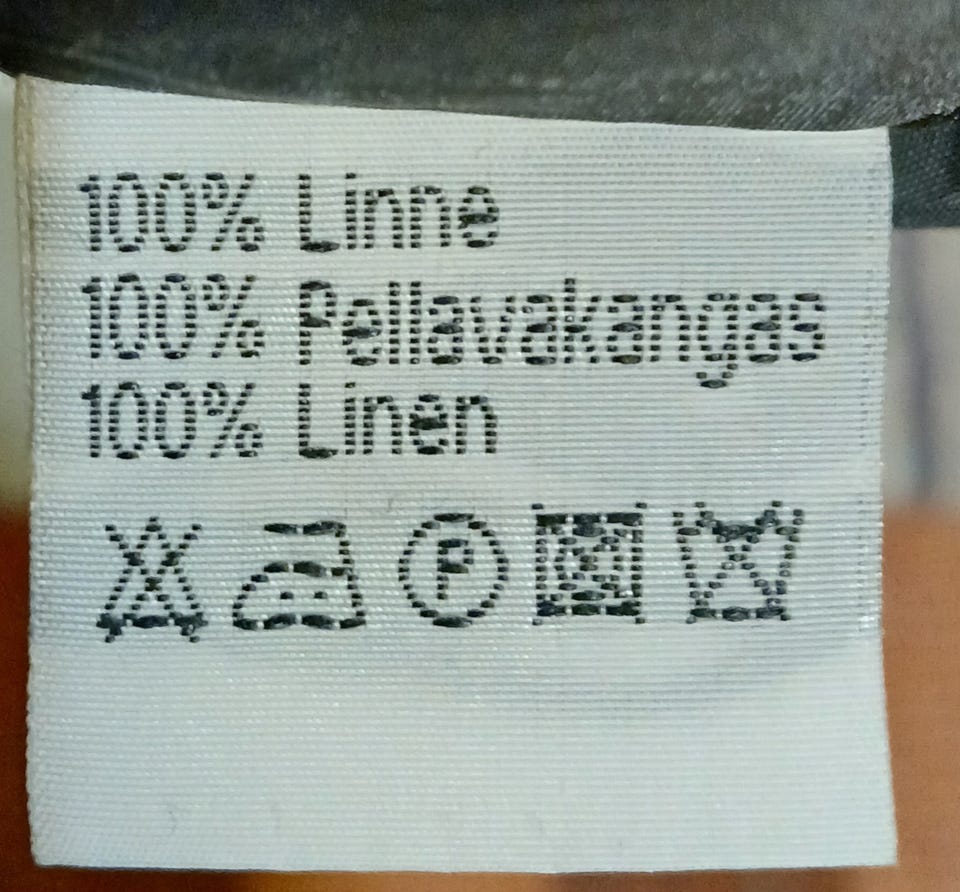 100% Linne
100% Pellavakangas
100% Linen
P